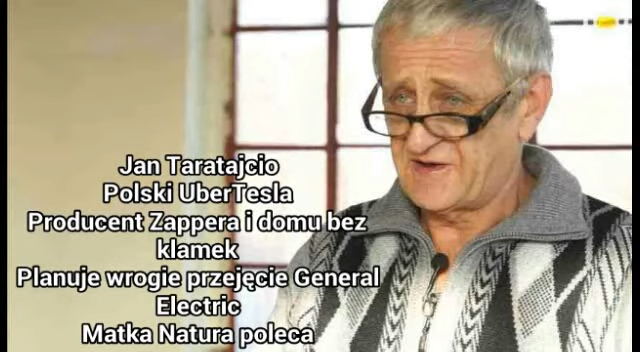 Jan Taratajcio
Polski UberTesla
Producent Zappera i domu bez
klamek
Planuje wrogie przejęcie General
Electric
Matka Natura poleca